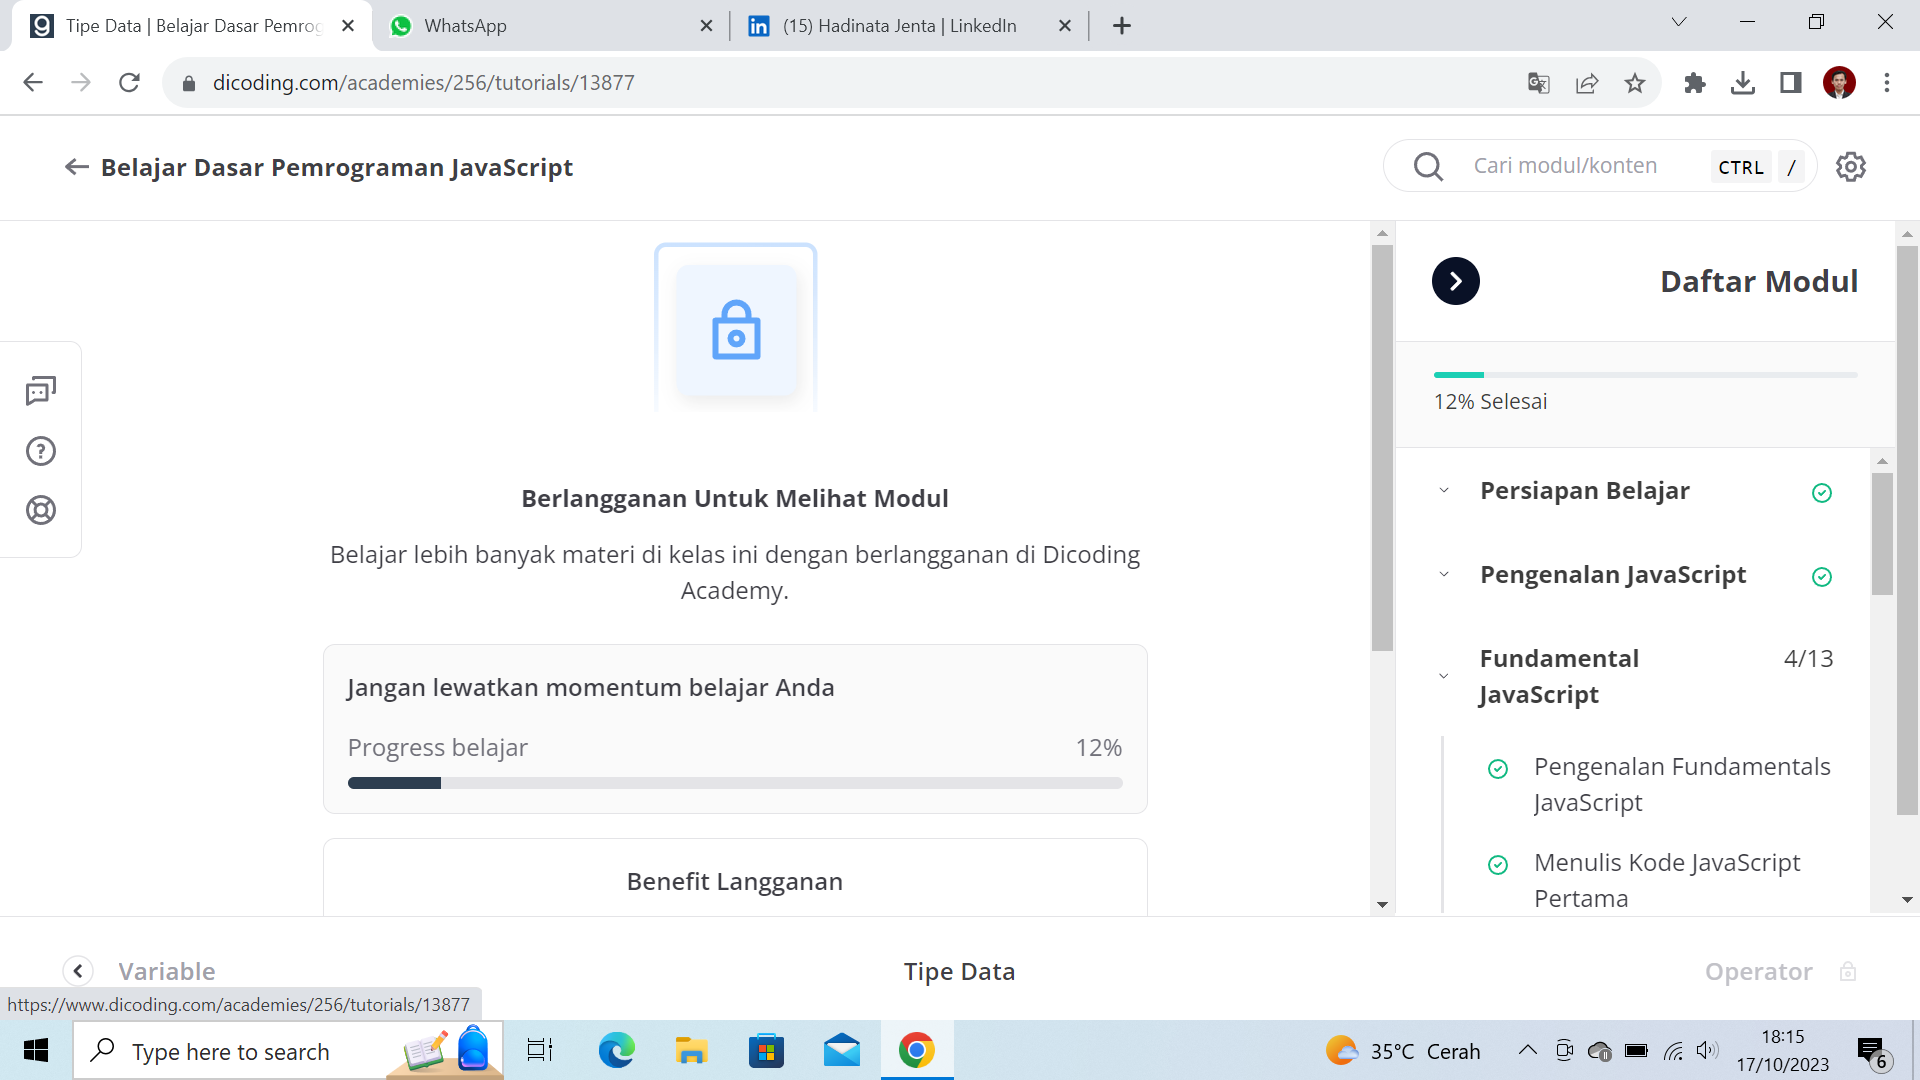 Tipe Data | Belajar Dasar Pemrog
WhatsApp
(15) Hadinata Jenta | LinkedIn
dicoding.com/academies/256/tutorials/13877
Belajar Dasar Pemrograman JavaScript
Cari modul/konten
CTRL
/
Daftar Modul
12% Selesai
Berlangganan Untuk Melihat Modul
Belajar lebih banyak materi di kelas ini dengan berlangganan di Dicoding
Academy.
Jangan lewatkan momentum belajar Anda
Progress belajar
12%
Benefit Langganan
Persiapan Belajar
Pengenalan JavaScript
Fundamental
JavaScript
4/13
Pengenalan Fundamentals
JavaScript
Menulis Kode JavaScript
Pertama
Variable
Tipe Data
Operator
https://www.dicoding.com/academies/256/tutorials/13877
Type here to search
35°C Cerah
18:15
17/10/2023
6